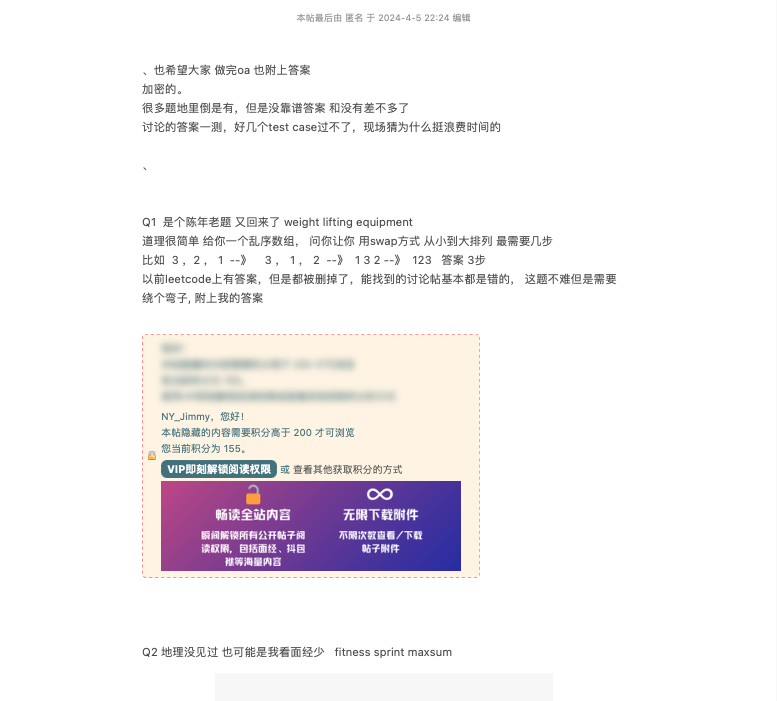 本帖最后由 匿名 于 2024-4-5 22:24 编辑
、也希望大家 做完oa 也附上答案
加密的。
很多题地里倒是有，但是没靠谱答案 和没有差不多了
讨论的答案一测，好几个test case过不了，现场猜为什么挺浪费时间的
、
Q1 是个陈年老题 又回来了 weight lifting equipment
道理很简单 给你一个乱序数组， 问你让你 用swap方式 从小到大排列 最需要几步
比如 3 ，2 ，1 --》 3 ，1 ，2 --》 1 3 2 --》 123 答案 3步
以前leetcode上有答案，但是都被删掉了，能找到的讨论帖基本都是错的， 这题不难但是需要
绕个弯子, 附上我的答案
NY_Jimmy，您好！
本帖隐藏的内容需要积分高于 200 才可浏览
您当前积分为 155。
VIP即刻解锁阅读权限 或 查看其他获取积分的方式
畅读全站内容
瞬间解锁所有公开帖子阅
读权限，包括面经、抖包
袱等海量内容
无限下载附件
不限次数查看/下载
帖子附件
Q2 地理没见过 也可能是我看面经少 fitness sprint maxsum